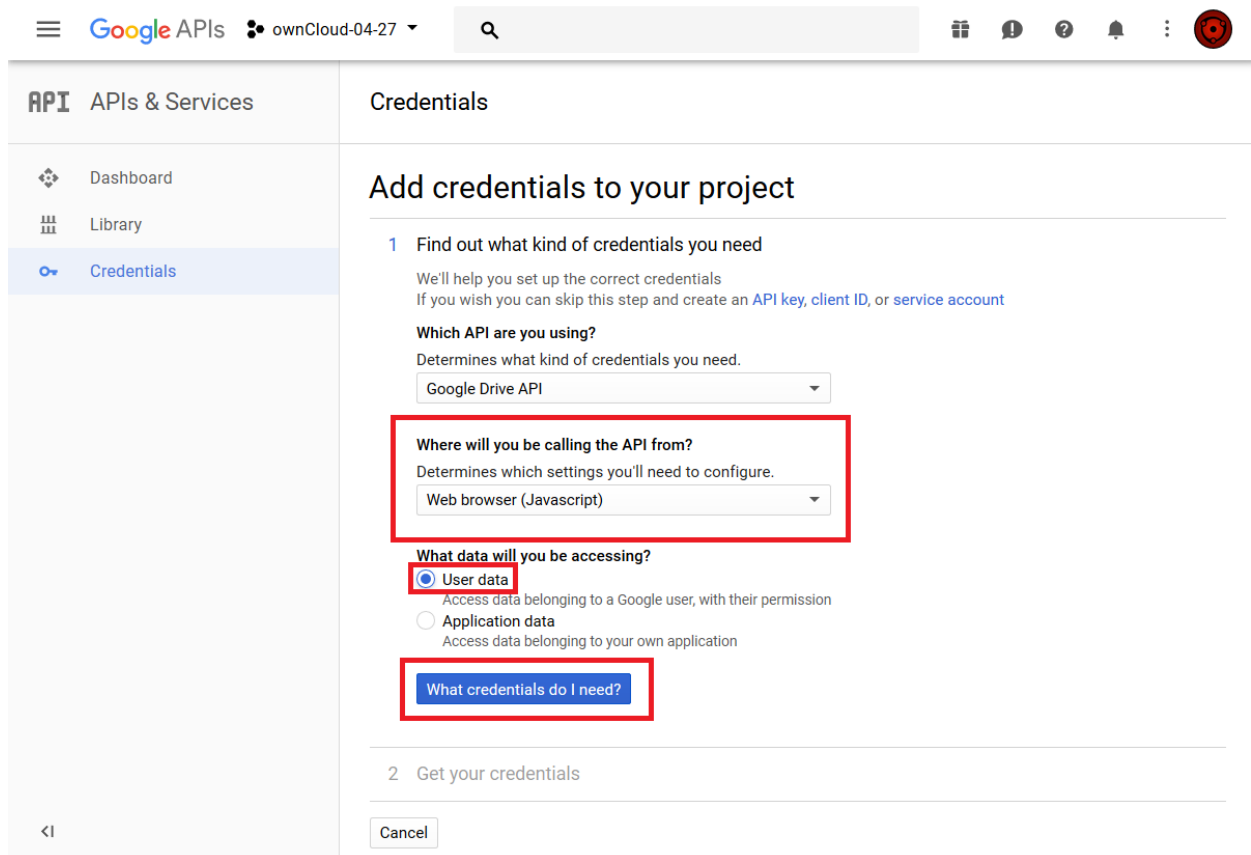 Google APIs ownCloud-04-27
API APIs & Services
Credentials
Dashboard
Library
Credentials
Add credentials to your project
1 Find out what kind of credentials you need
We'll help you set up the correct credentials
If you wish you can skip this step and create an API key, client ID, or service account
Which API are you using?
Determines what kind of credentials you need.
Google Drive API
Where will you be calling the API from?
Determines which settings you'll need to configure.
Web browser (Javascript)
What data will you be accessing?
User data
Access data belonging to a Google user, with their permission
Application data
Access data belonging to your own application
What credentials do I need?
2 Get your credentials
Cancel